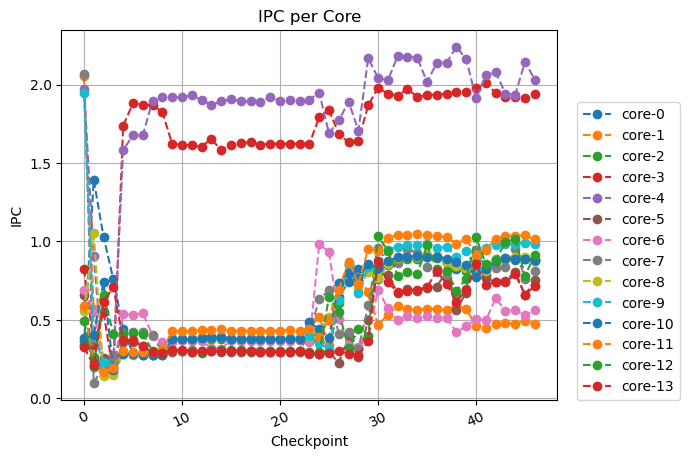 IPC per Core
IPC
2.0
1.5
1.0
0.5
0.0
0
10
20
30
40
Checkpoint
core-0
core-1
core-2
core-3
core-4
core-5
core-6
core-7
core-8
core-9
core-10
core-11
core-12
core-13